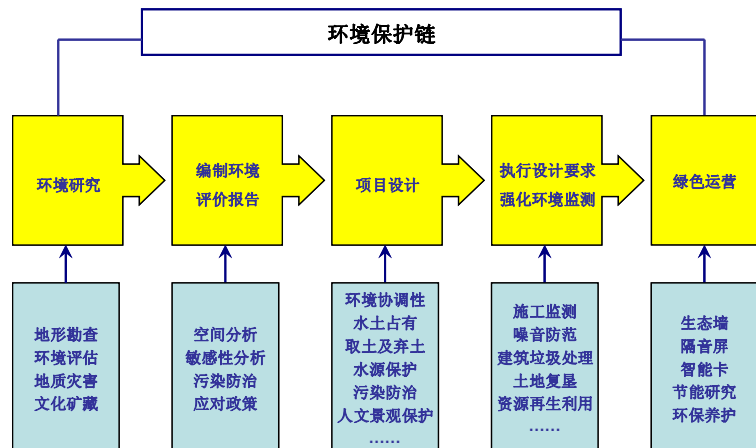 环境保护链
环境研究
编制环境
评价报告
项目设计
执行设计要求
强化环境监测
绿色运营
地形勘查
环境评估
地质灾害
文化矿藏
空间分析
敏感性分析
污染防治
应对政策
环境协调性
水土占有
取土及弃土
水源保护
污染防治
人文景观保护
……
施工监测
噪音防范
建筑垃圾处理
土地复垦
资源再生利用
……
生态墙
隔音屏
智能卡
节能研究
环保养护